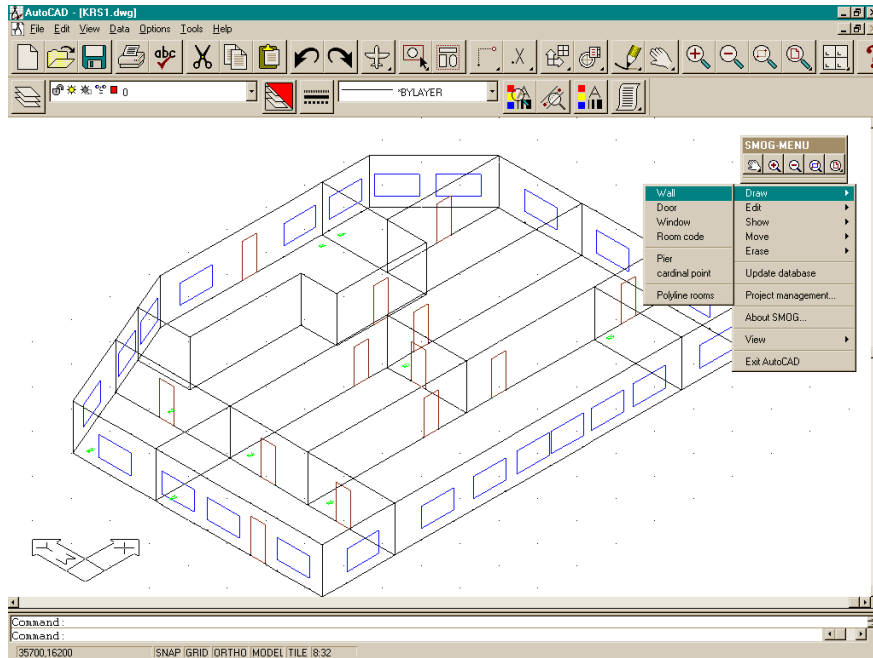 AutoCAD - [KRS1.dwg]
File Edit View Data Options Tools Help
abc
.X
0
"BYLAYER
A
A
SMOG-MENU
Wall
Door
Window
Room code
Pier
cardinal point
Polyline rooms
Draw
Edit
Show
Move
Erase
Update database
Project management...
About SMOG...
View
Exit AutoCAD
Command:
Command:
35700,16200 SNAP GRID ORTHO MODEL TILE 8:32